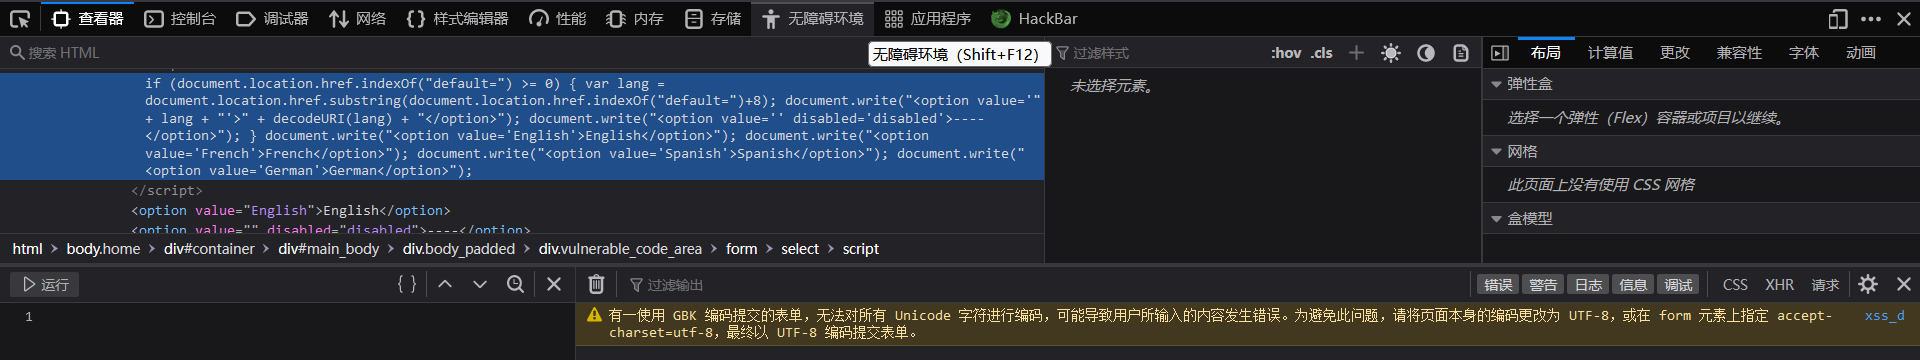 查看器 控制台 调试器 网络 样式编辑器 性能 内存 存储 无障碍环境 应用程序 HackBar
搜索 HTML
无障碍环境（Shift+F12）
过滤样式 :hov .cls
布局 计算值 更改 兼容性 字体 动画
if (document.location.href.indexOf("default=") >= 0) { var lang =
document.location.href.substring(document.location.href.indexOf("default=")+8); document.write("<option value='"
+ lang + "'>" + decodeURI(lang) + "</option>"); document.write("<option value='' disabled='disabled'>----
</option>"); } document.write("<option value='English'>English</option>"); document.write("<option
value='French'>French</option>"); document.write("<option value='Spanish'>Spanish</option>"); document.write("
<option value='German'>German</option>");
</script>
<option value="English">English</option>
<option value="" disabled="disabled">----</option>
未选择元素。
弹性盒
选择一个弹性（Flex）容器或项目以继续。
网格
此页面上没有使用 CSS 网格
盒模型
html body.home div#container div#main_body div.body_padded div.vulnerable_code_area form select script
运行
过滤输出
错误 警告 日志 信息 调试 CSS XHR 请求
1
有一使用 GBK 编码提交的表单，无法对所有 Unicode 字符进行编码，可能导致用户所输入的内容发生错误。为避免此问题，请将页面本身的编码更改为 UTF-8，或在 form 元素上指定 accept-
charset=utf-8，最终以 UTF-8 编码提交表单。
xss_d